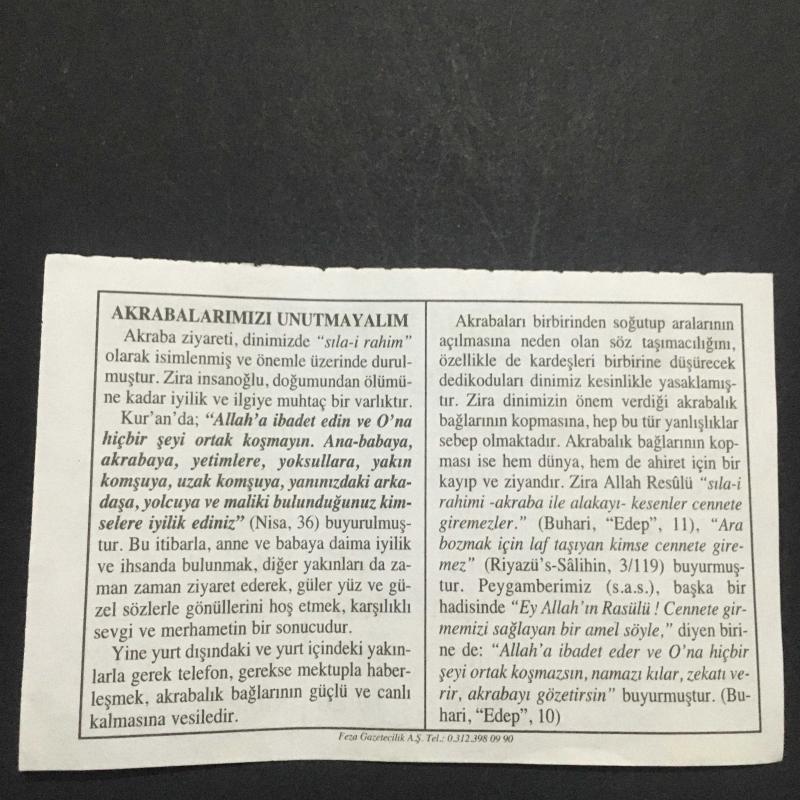 AKRABALARIMIZI UNUTMAYALIM
Akraba ziyareti, dinimizde “sıla-i rahim”
olarak isimlenmiş ve önemle üzerinde durul-
muştur. Zira insanoğlu, doğumundan ölümü-
ne kadar iyilik ve ilgiye muhtaç bir varlıktır.
Kur’an’da; “Allah’a ibadet edin ve O’na
hiçbir şeyi ortak koşmayın. Ana-babaya,
akrabaya, yetimlere, yoksullara, yakın
komşuya, uzak komşuya, yanınızdaki arka-
daşa, yolcuya ve maliki bulunduğunuz kim-
selere iyilik ediniz” (Nisa, 36) buyurulmuş-
tur. Bu itibarla, anne ve babaya daima iyilik
ve ihsanda bulunmak, diğer yakınları da za-
man zaman ziyaret ederek, güler yüz ve gü-
zel sözlerle gönüllerini hoş etmek, karşılıklı
sevgi ve merhametin bir sonucudur.
Yine yurt dışındaki ve yurt içindeki yakın-
larla gerek telefon, gerekse mektupla haber-
leşmek, akrabalık bağlarının güçlü ve canlı
kalmasına vesiledir.
Akrabaları birbirinden soğutup aralarının
açılmasına neden olan söz taşımacılığını,
özellikle de kardeşleri birbirine düşürecek
dedikoduları dinimiz kesinlikle yasaklamış-
tır. Zira dinimizin önem verdiği akrabalık
bağlarının kopmasına, hep bu tür yanlışlıklar
sebep olmaktadır. Akrabalık bağlarının kop-
ması ise hem dünya, hem de ahiret için bir
kayıp ve ziyandır. Zira Allah Resûlü “sıla-i
rahimi -akraba ile alakayı- kesenler cennete
giremezler.” (Buhari, “Edep”, 11), “Ara
bozmak için laf taşıyan kimse cennete gire-
mez” (Riyazü’s-Sâlihin, 3/119) buyurmuş-
tur. Peygamberimiz (s.a.s.), başka bir
hadisinde “Ey Allah’ın Rasülü ! Cennete gir-
memizi sağlayan bir amel söyle,” diyen biri-
ne de: “Allah’a ibadet eder ve O’na hiçbir
şeyi ortak koşmazsın, namazı kılar, zekatı ve-
rir, akrabayı gözetirsin” buyurmuştur. (Bu-
hari, “Edep”, 10)
Feza Gazetecilik A.Ş. Tel.: 0.312.398 09 90